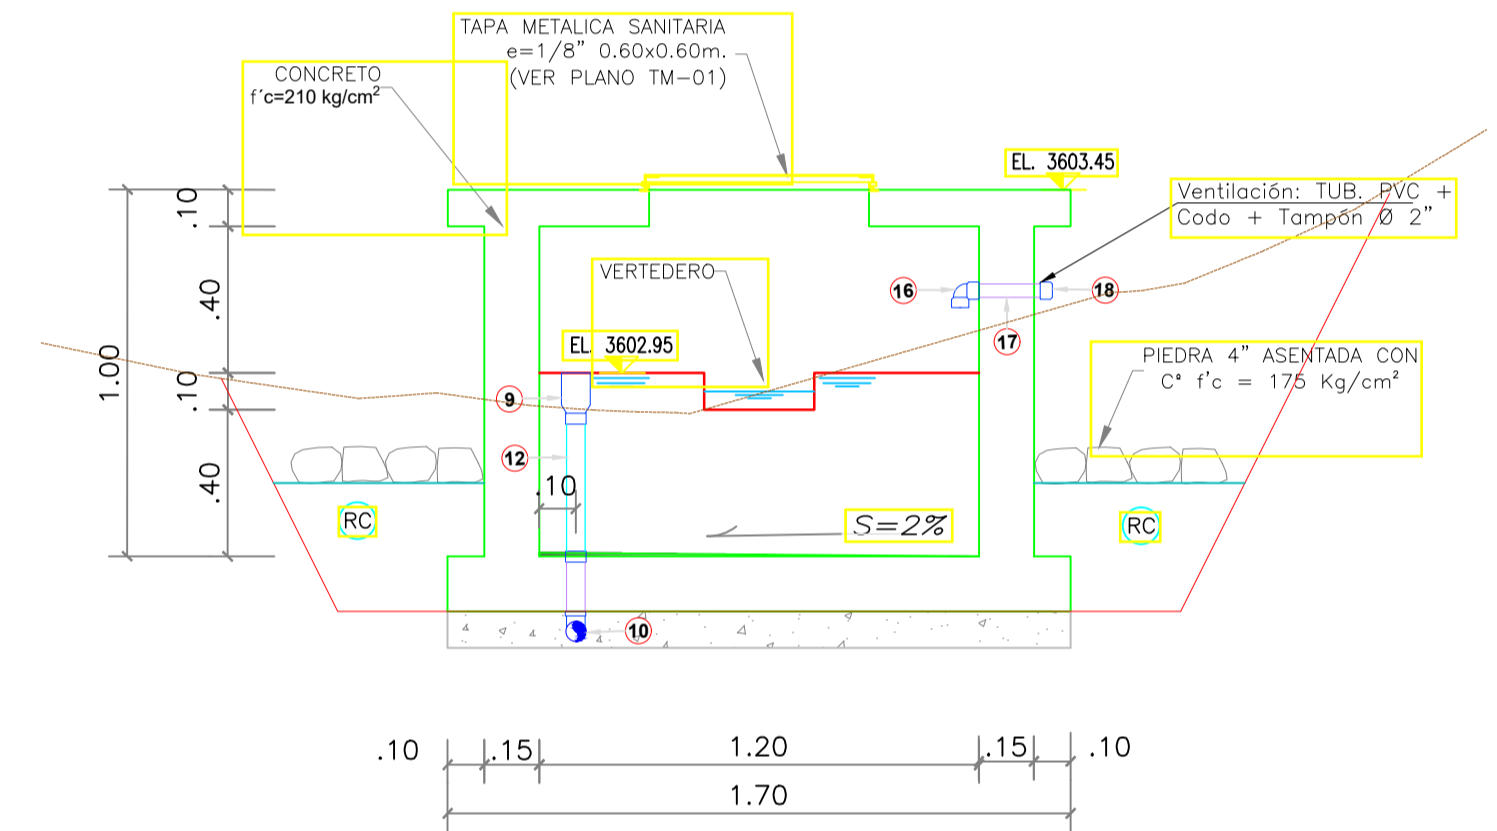 TAPA METALICA SANITARIA
e=1/8” 0.60x0.60m.
(VER PLANO TM-01)
CONCRETO
f´c=210 kg/cm²
EL. 3603.45
Ventilación: TUB. PVC +
Codo + Tampón Ø 2”
.10
.40
1.00
.10
.40
VERTEDERO
EL. 3602.95
16
18
17
PIEDRA 4” ASENTADA CON
C° f’c = 175 Kg/cm²
9
12
.10
S=2%
RC
RC
10
.10
.15
1.20
.15
.10
1.70